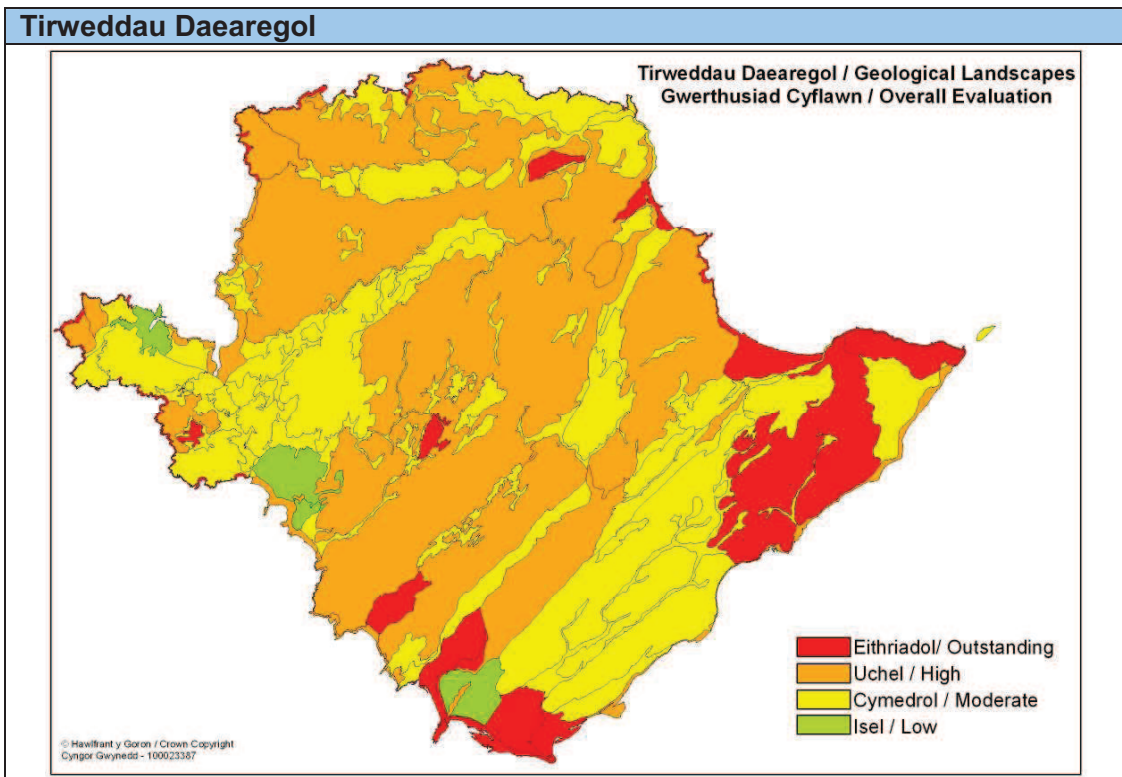 Tirweddau Daearegol
Tirweddau Daearegol / Geological Landscapes
Gwerthusiad Cyflawn / Overall Evaluation
Eithriadol/ Outstanding
Uchel / High
Cymedrol / Moderate
Isel / Low
© Hawlfraint y Goron / Crown Copyright
Cyngor Gwynedd - 100023387